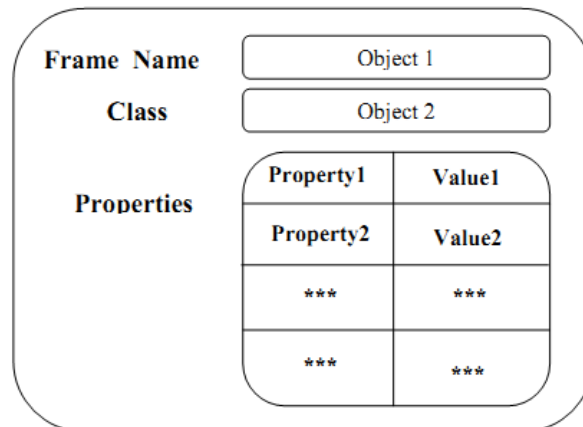 Frame Name Object 1
Class Object 2
Properties
Property1 Value1
Property2 Value2
*** ***
*** ***